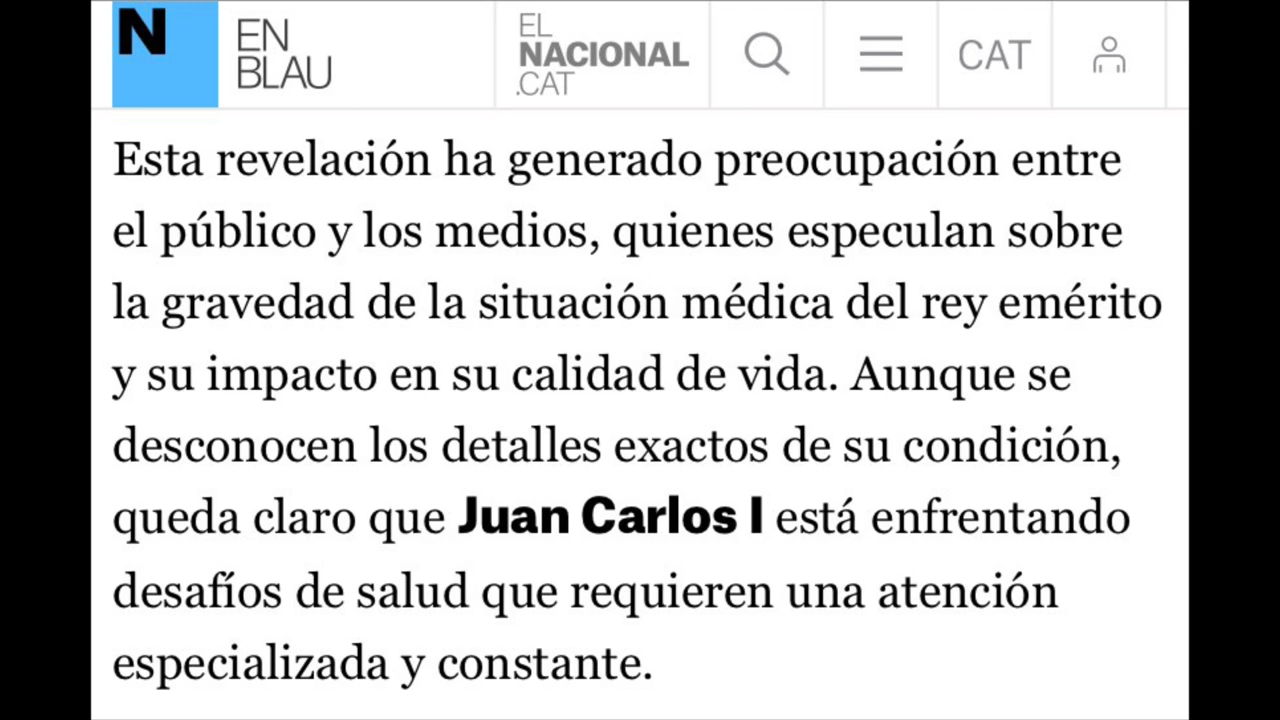 N
EN
BLAU
EL
NACIONAL
.CAT
CAT
Esta revelación ha generado preocupación entre
el público y los medios, quienes especulan sobre
la gravedad de la situación médica del rey emérito
y su impacto en su calidad de vida. Aunque se
desconocen los detalles exactos de su condición,
queda claro que Juan Carlos I está enfrentando
desafíos de salud que requieren una atención
especializada y constante.